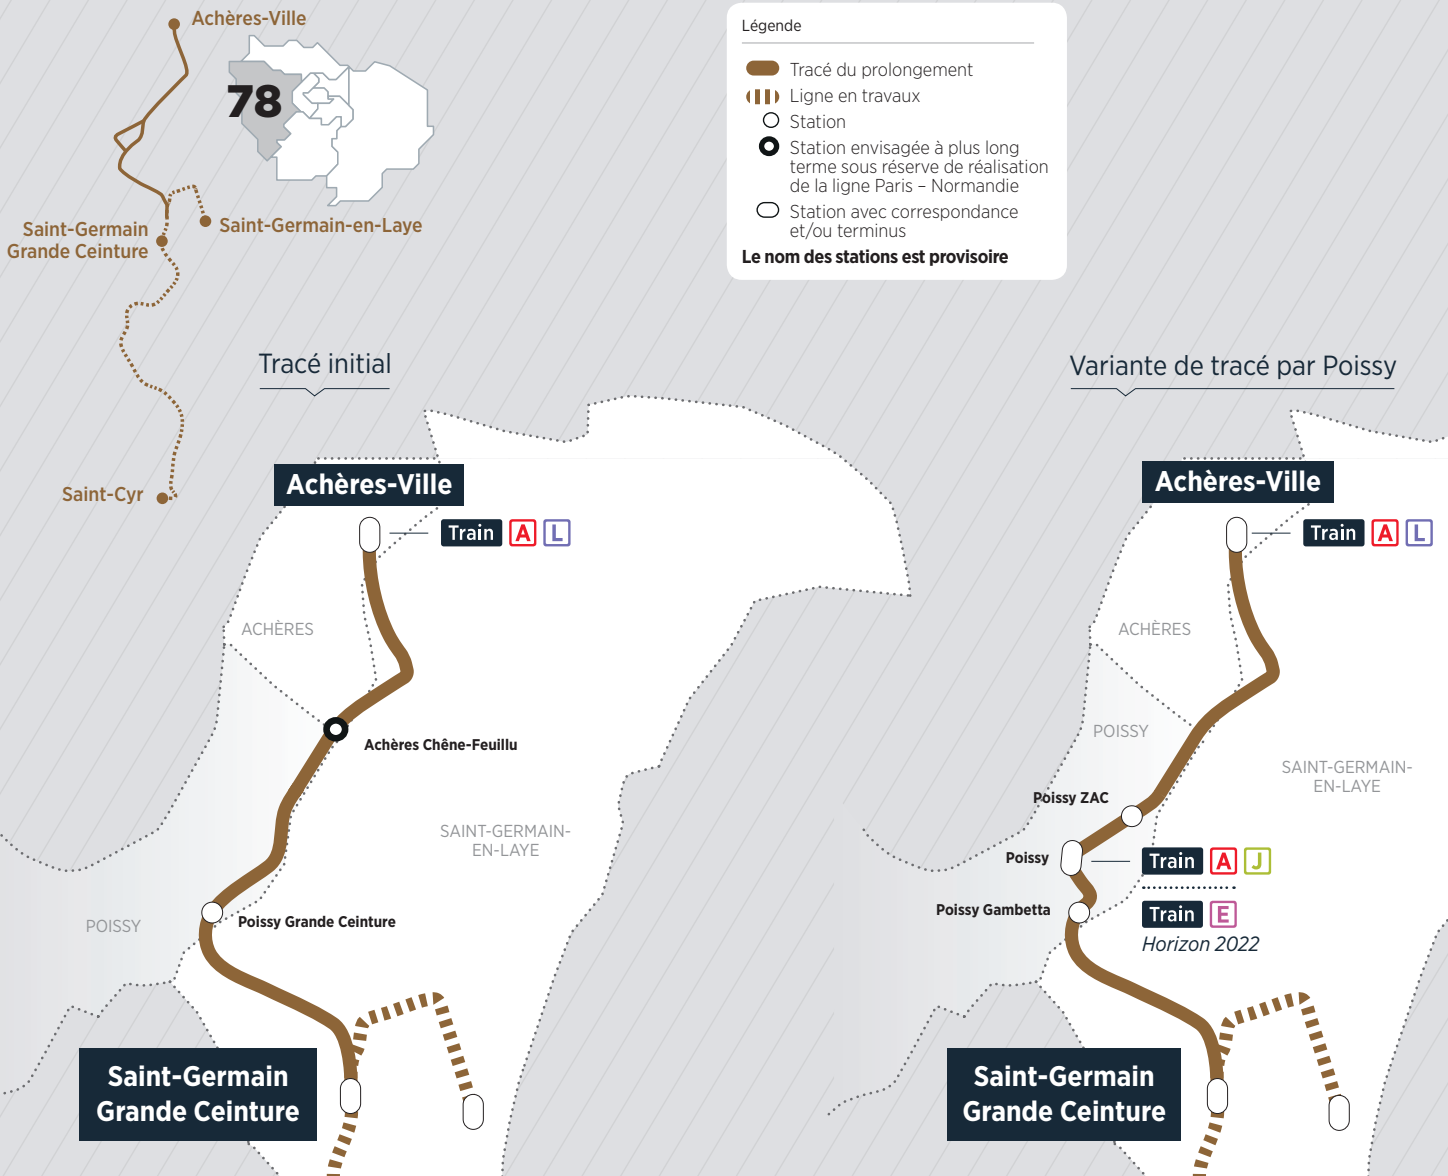 Achères-Ville
78
Saint-Germain
Grande Ceinture
Saint-Germain-en-Laye
Saint-Cyr
Légende
Tracé du prolongement
Ligne en travaux
Station
Station envisagée à plus long
terme sous réserve de réalisation
de la ligne Paris – Normandie
Station avec correspondance
et/ou terminus
Le nom des stations est provisoire
Tracé initial
Achères-Ville
Train A L
ACHÈRES
Achères Chêne-Feuillu
SAINT-GERMAIN-
EN-LAYE
POISSY
Poissy Grande Ceinture
Saint-Germain
Grande Ceinture
Variante de tracé par Poissy
Achères-Ville
Train A L
ACHÈRES
POISSY
SAINT-GERMAIN-
EN-LAYE
Poissy ZAC
Poissy
Train A J
Poissy Gambetta
Train E
Horizon 2022
Saint-Germain
Grande Ceinture